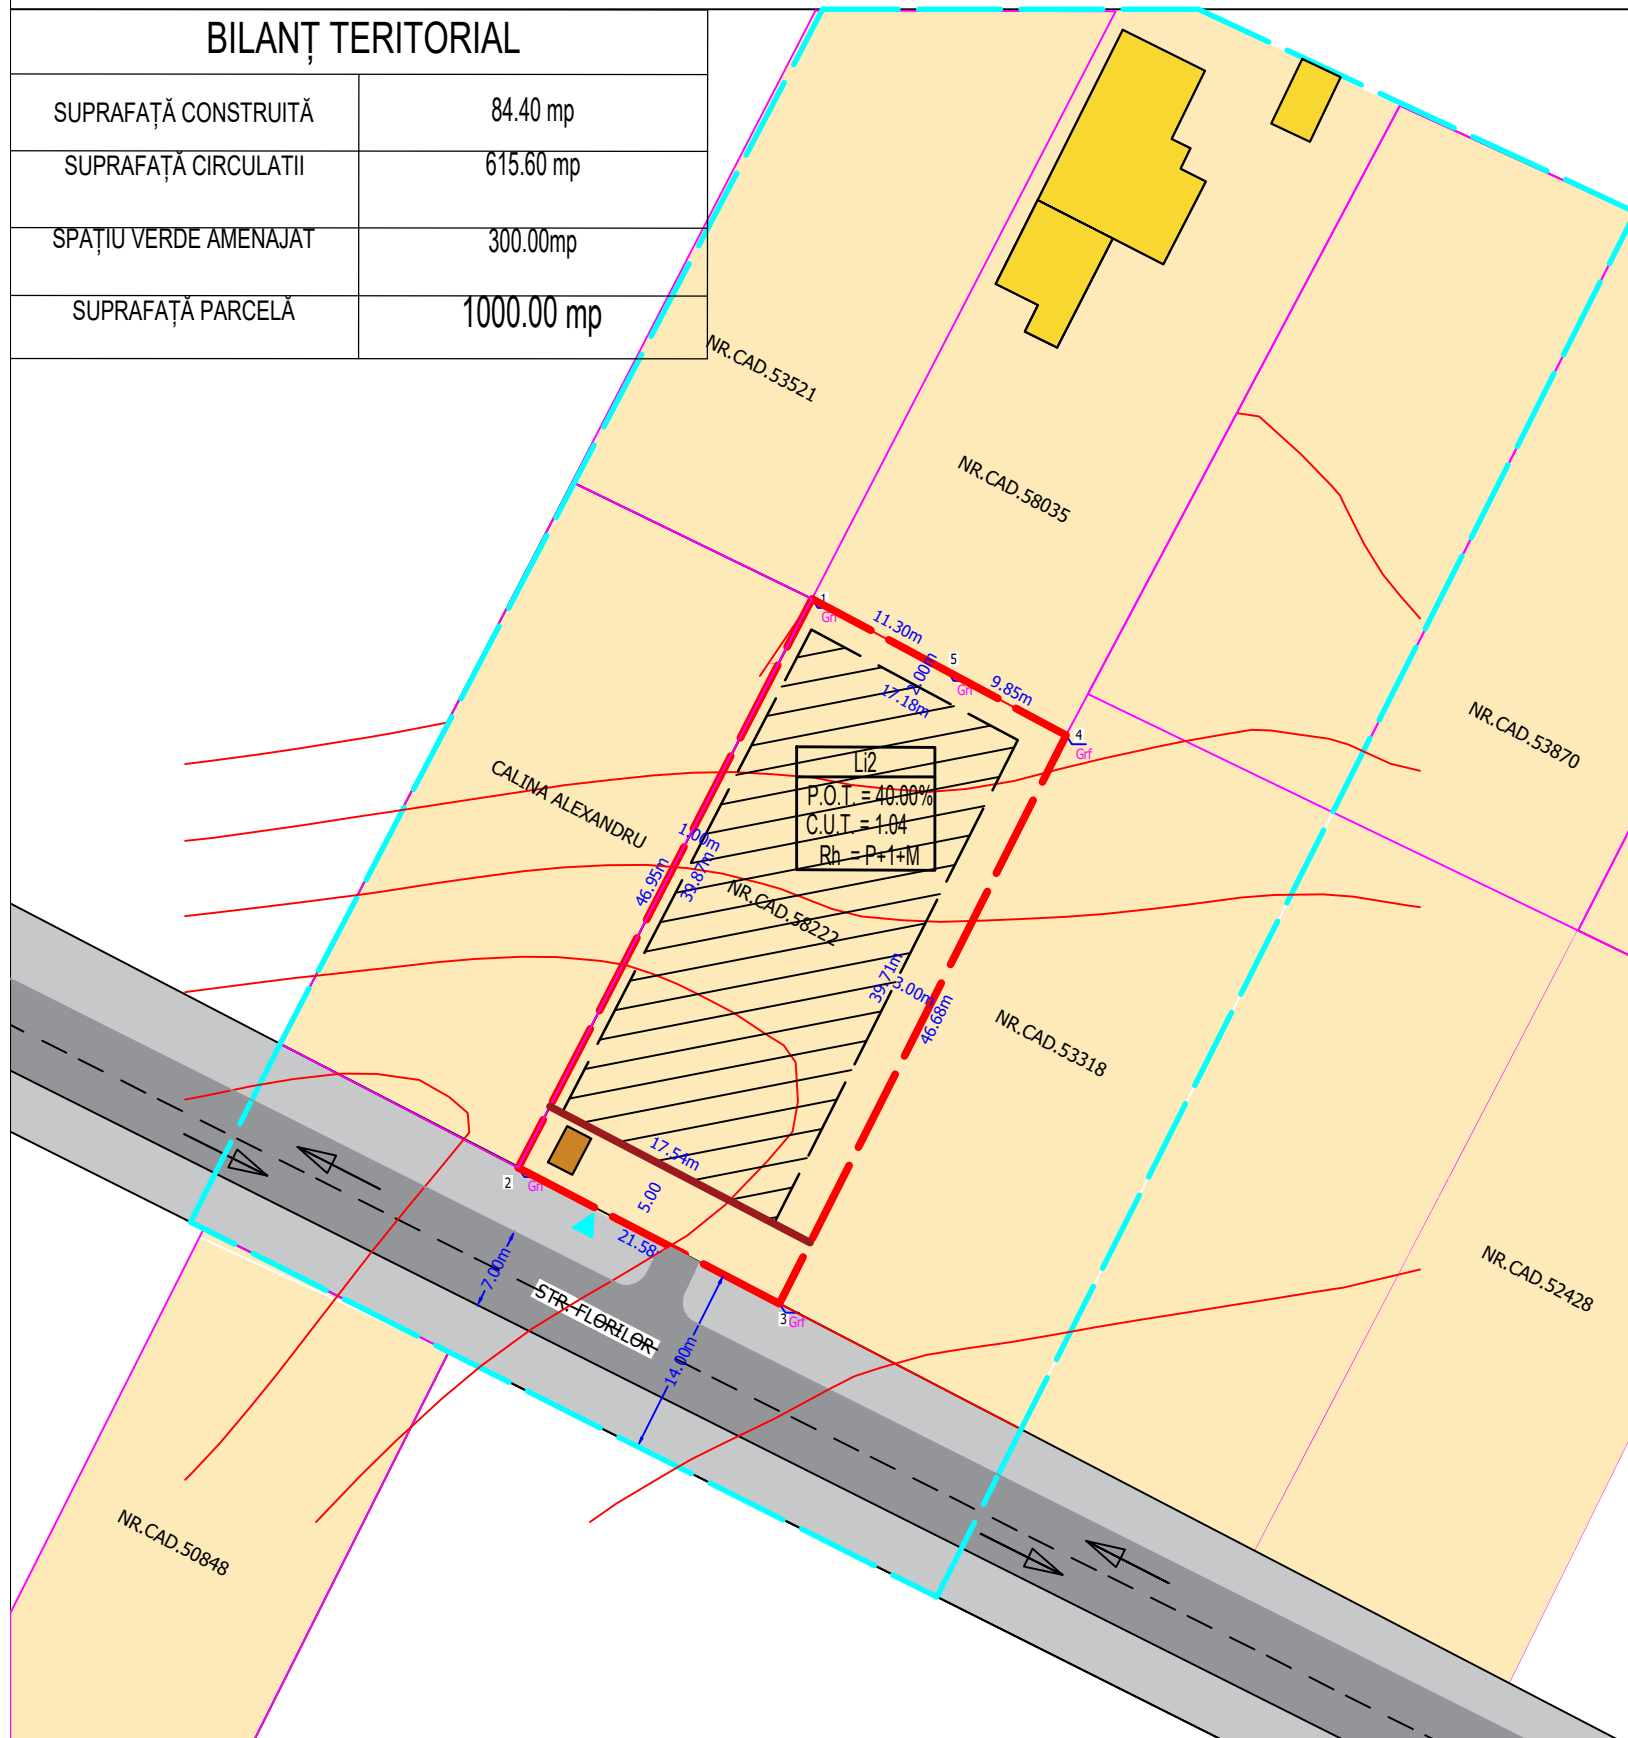 BILANȚ TERITORIAL
SUPRAFAȚĂ CONSTRUITĂ 84.40 mp
SUPRAFAȚĂ CIRCULATII 615.60 mp
SPAȚIU VERDE AMENAJAT 300.00mp
SUPRAFAȚĂ PARCELĂ 1000.00 mp
NR.CAD.53521
NR.CAD.58035
1
Grf
11.30m
5
Grf
2.00m
17.18m
9.85m
4
Grf
NR.CAD.53870
CALINA ALEXANDRU
Li2
P.O.T. = 40.00%
C.U.T. = 1.04
Rh = P+1+M
1.00m
46.95m
39.87m
NR.CAD.58222
39.71m
3.00m
46.68m
NR.CAD.53318
17.54m
2
Grf
5.00
21.58
7.00m
STR. FLORILOR
14.00m
3
Grf
NR.CAD.52428
NR.CAD.50848